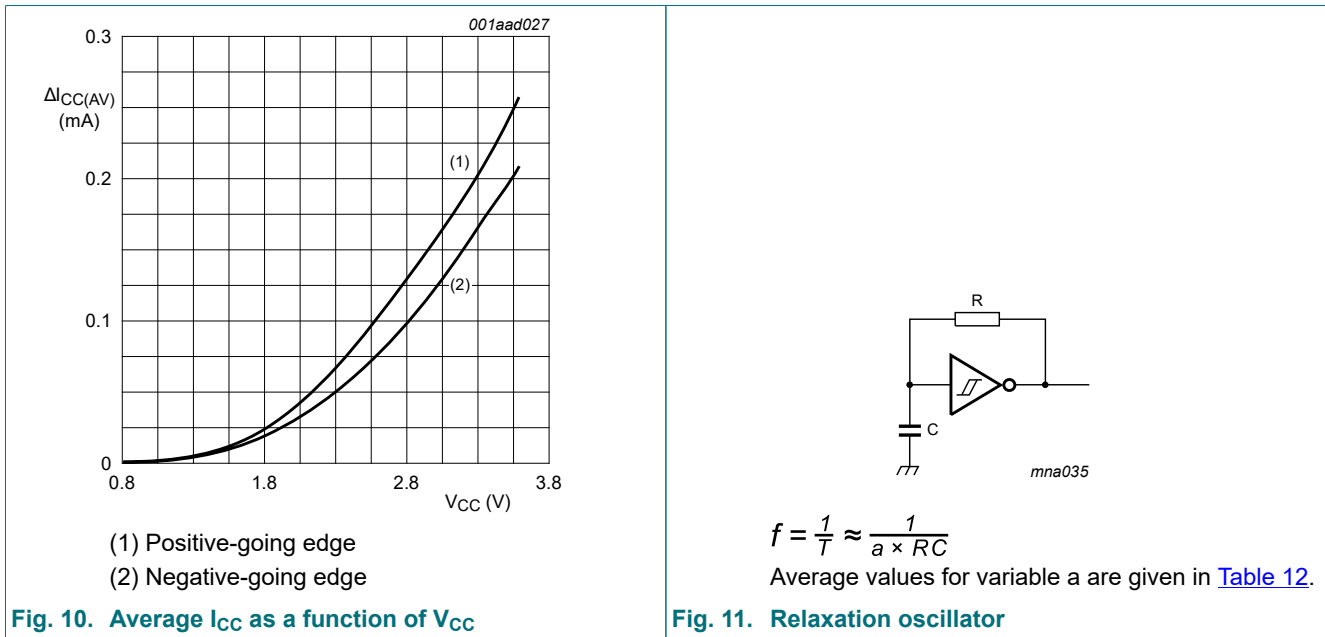 001aad027
0.3
ΔICC(AV)
(mA)
(1)
0.2
(2)
0.1
0
0.8 1.8 2.8 3.8
VCC (V)
(1) Positive-going edge
(2) Negative-going edge
Fig. 10. Average ICC as a function of VCC
R
C
mna035
f = 1/T ≈ 1/(a × RC)
Average values for variable a are given in Table 12.
Fig. 11. Relaxation oscillator